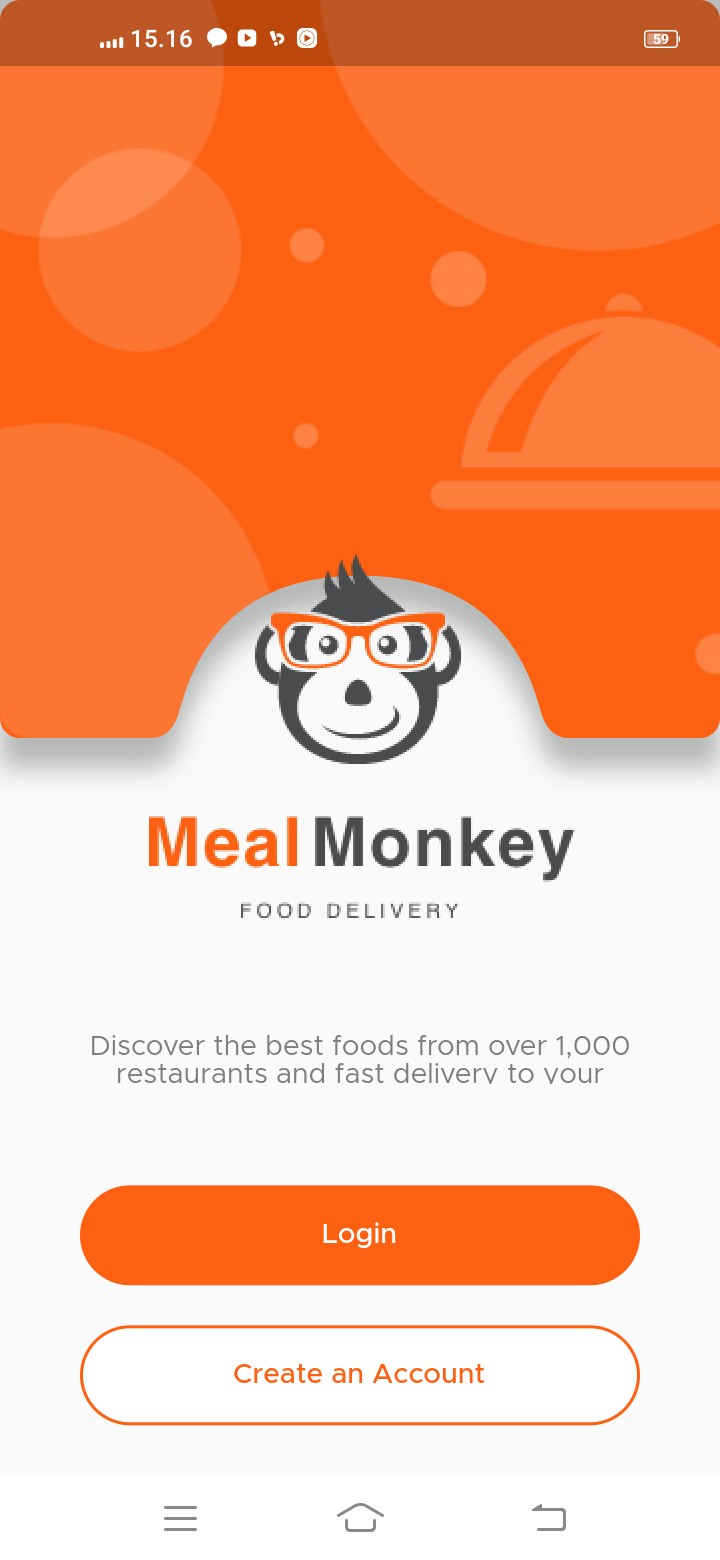 15.16
59
Meal Monkey
FOOD DELIVERY
Discover the best foods from over 1,000
restaurants and fast delivery to your
Login
Create an Account